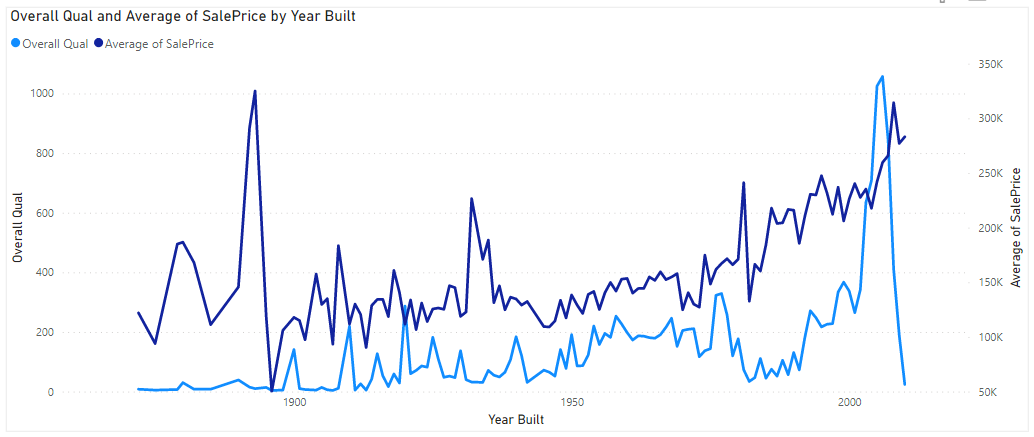 Overall Qual and Average of SalePrice by Year Built
Overall Qual Average of SalePrice
350K
1000
300K
800
250K
600
200K
400
150K
200
100K
0
50K
Overall Qual
Average of SalePrice
1900 1950 2000
Year Built